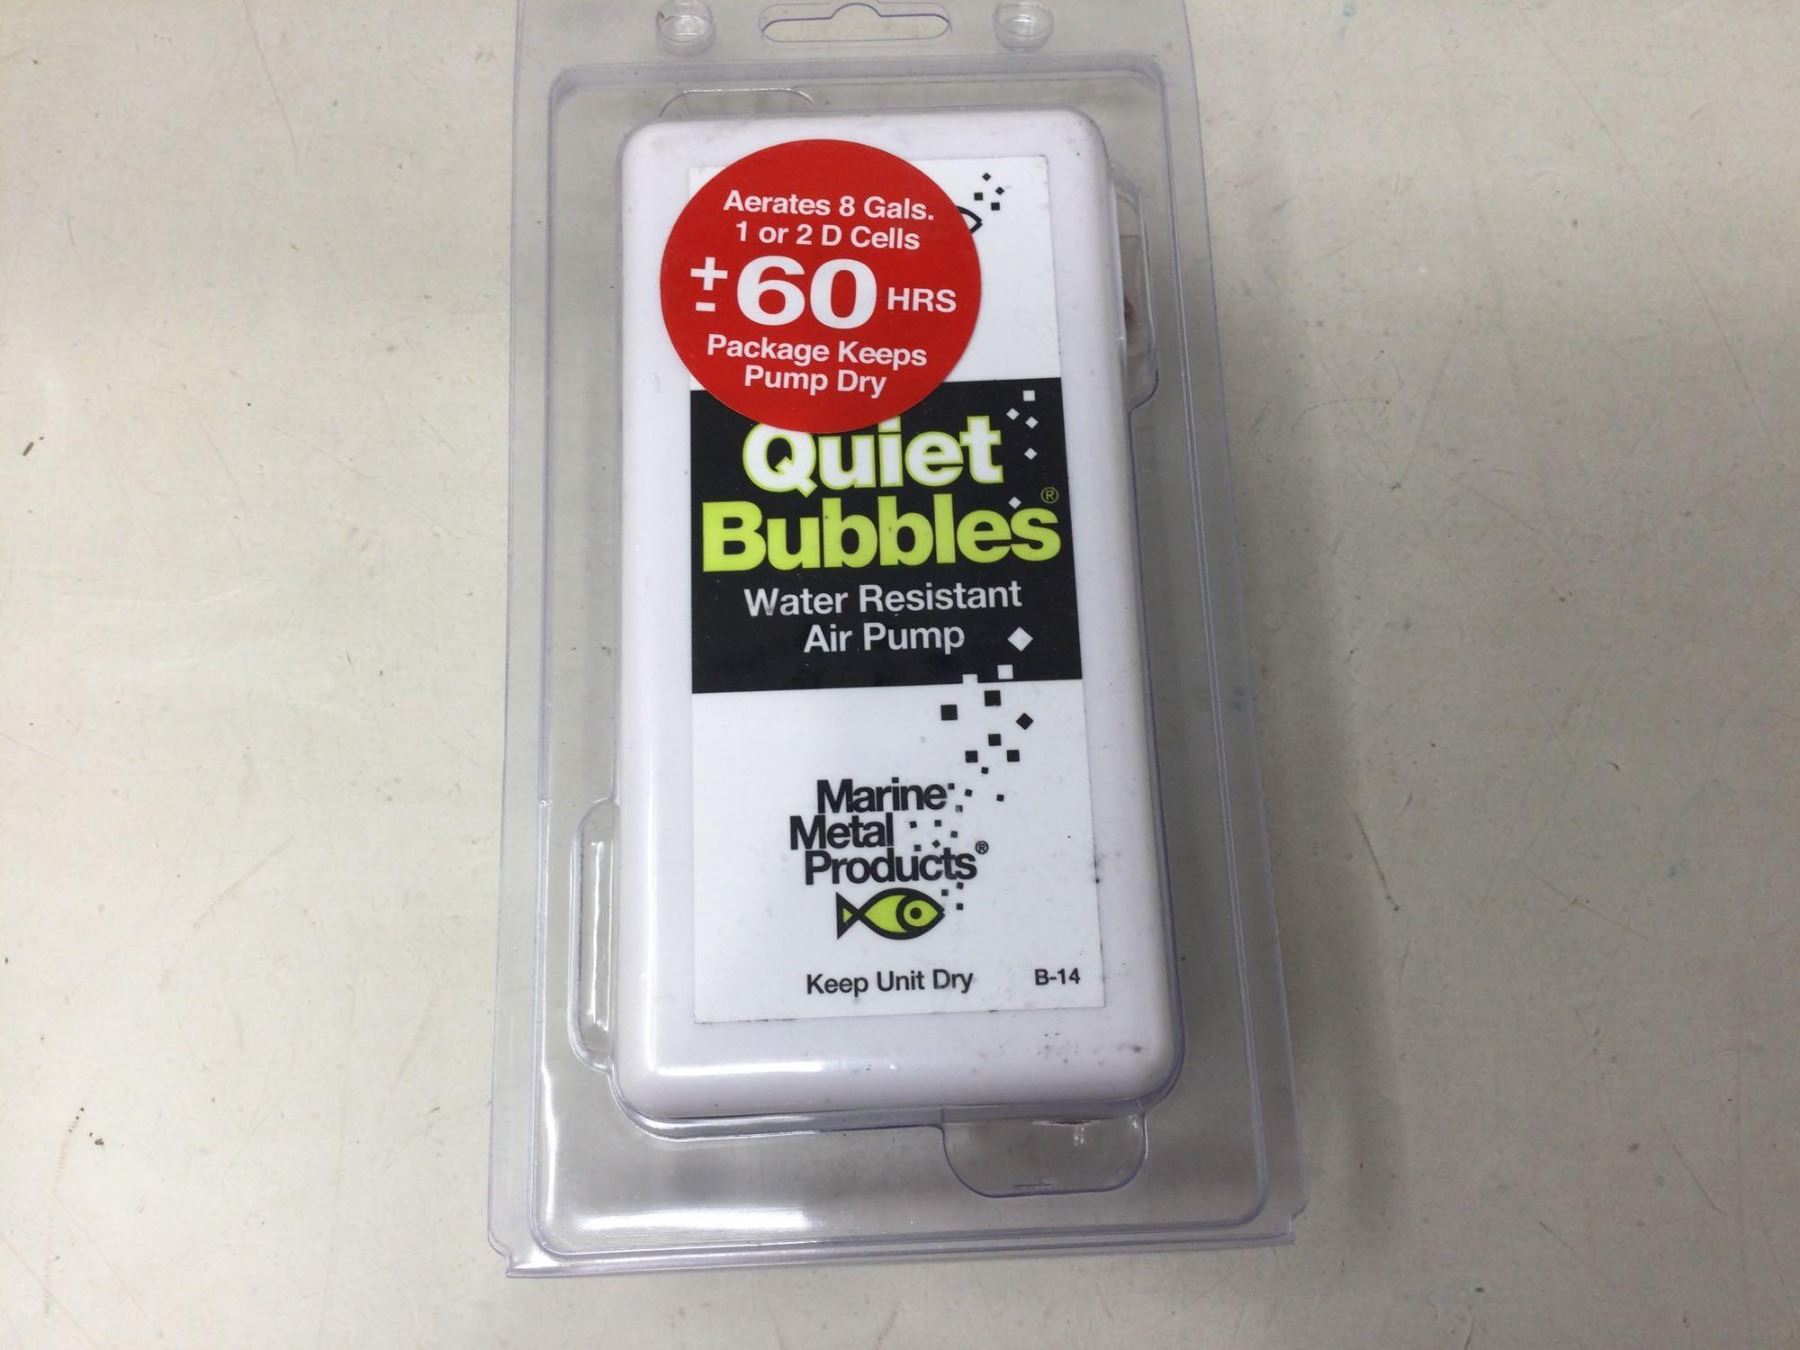 Aerates 8 Gals.
1 or 2 D Cells
± 60 HRS
Package Keeps
Pump Dry
Quiet
Bubbles®
Water Resistant
Air Pump
Marine
Metal
Products®
Keep Unit Dry B-14